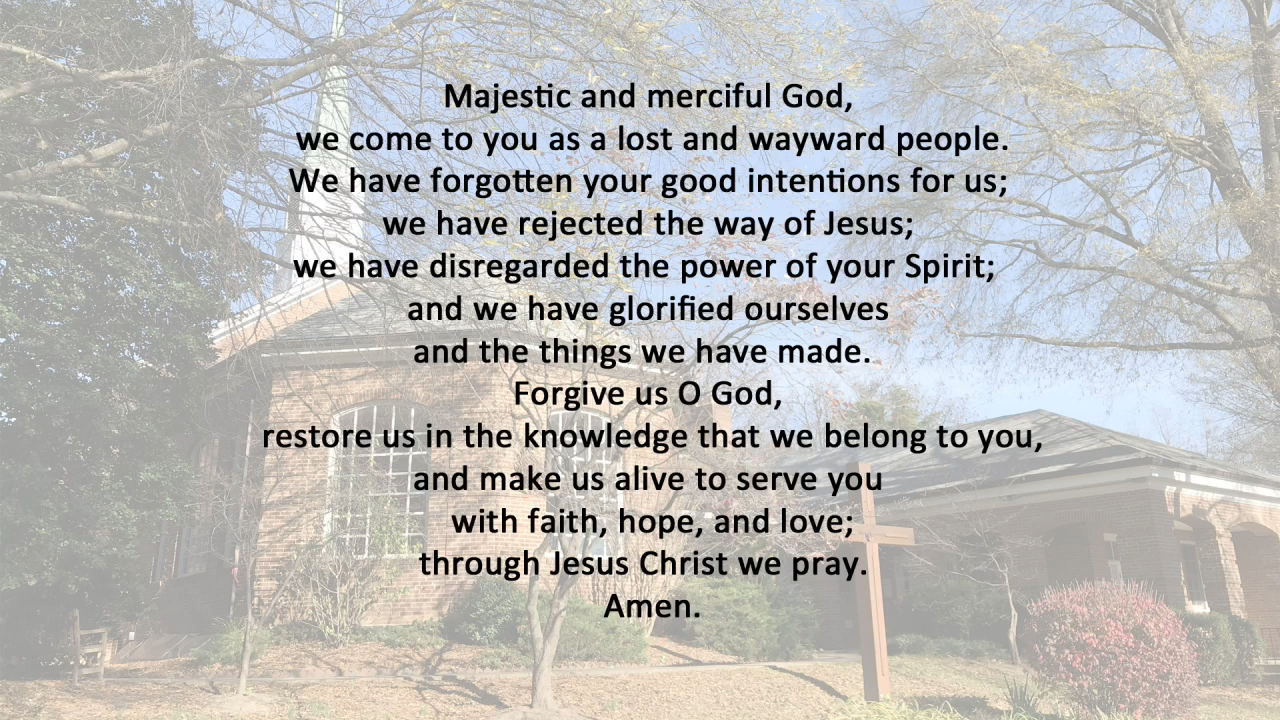 Majestic and merciful God,
we come to you as a lost and wayward people.
We have forgotten your good intentions for us;
we have rejected the way of Jesus;
we have disregarded the power of your Spirit;
and we have glorified ourselves
and the things we have made.
Forgive us O God,
restore us in the knowledge that we belong to you,
and make us alive to serve you
with faith, hope, and love;
through Jesus Christ we pray.
Amen.